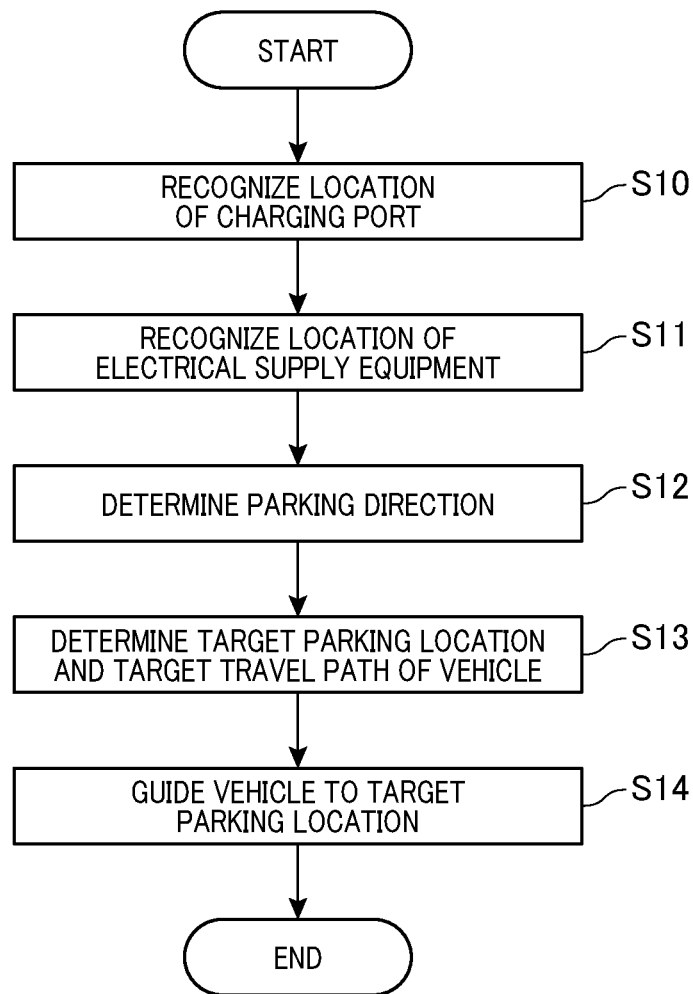 START
RECOGNIZE LOCATION
OF CHARGING PORT
S10
RECOGNIZE LOCATION OF
ELECTRICAL SUPPLY EQUIPMENT
S11
DETERMINE PARKING DIRECTION
S12
DETERMINE TARGET PARKING LOCATION
AND TARGET TRAVEL PATH OF VEHICLE
S13
GUIDE VEHICLE TO TARGET
PARKING LOCATION
S14
END